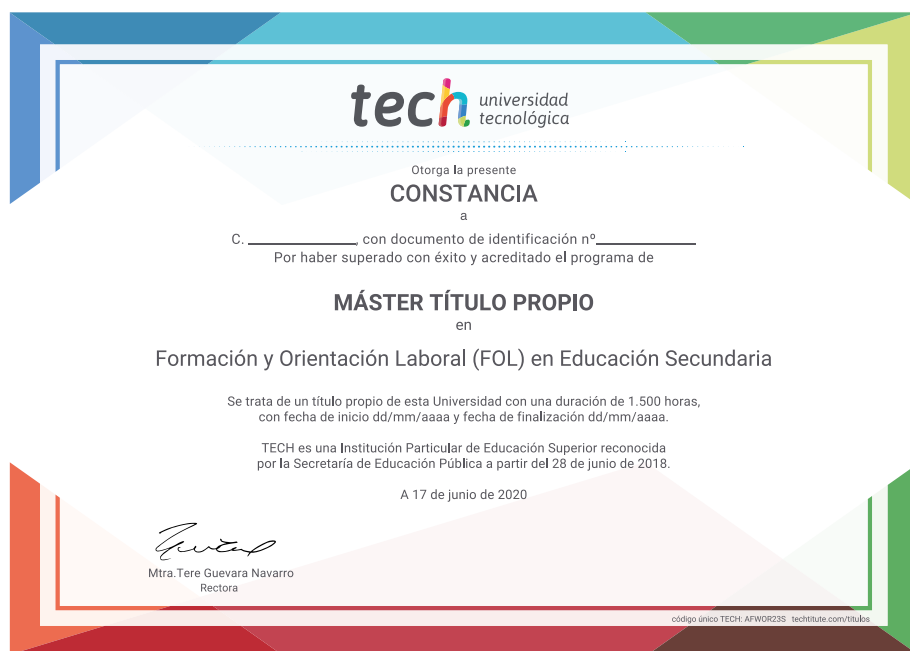 tech universidad
tecnológica
Otorga la presente
CONSTANCIA
a
C. ____________, con documento de identificación nº____________
Por haber superado con éxito y acreditado el programa de
MÁSTER TÍTULO PROPIO
en
Formación y Orientación Laboral (FOL) en Educación Secundaria
Se trata de un título propio de esta Universidad con una duración de 1.500 horas,
con fecha de inicio dd/mm/aaaa y fecha de finalización dd/mm/aaaa.
TECH es una Institución Particular de Educación Superior reconocida
por la Secretaría de Educación Pública a partir del 28 de junio de 2018.
A 17 de junio de 2020
Mtra.Tere Guevara Navarro
Rectora
código único TECH: AFWOR23S techtitute.com/titulos